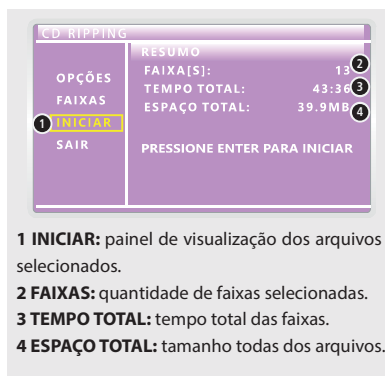 CD RIPPING
RESUMO
OPÇÕES
FAIXAS
1 INICIAR
SAIR
FAIXA[S]: 13 2
TEMPO TOTAL: 43:36 3
ESPAÇO TOTAL: 39.9MB 4
PRESSIONE ENTER PARA INICIAR
1 INICIAR: painel de visualização dos arquivos
selecionados.
2 FAIXAS: quantidade de faixas selecionadas.
3 TEMPO TOTAL: tempo total das faixas.
4 ESPAÇO TOTAL: tamanho todas dos arquivos.